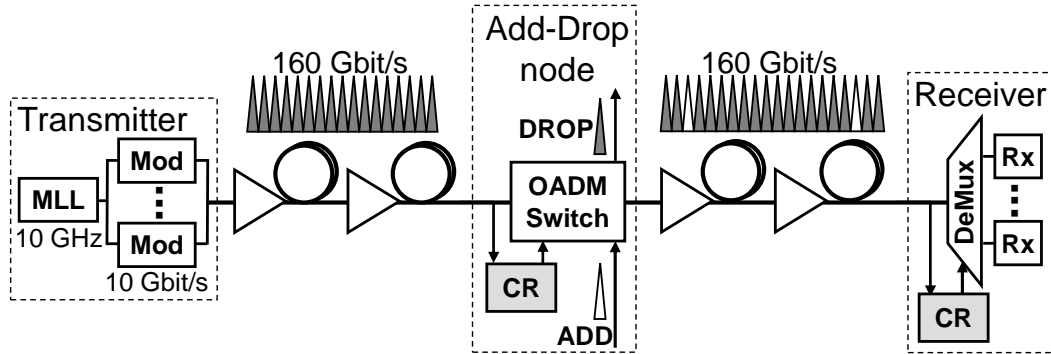 Transmitter
MLL
10 GHz
Mod
Mod
10 Gbit/s
160 Gbit/s
Add-Drop
node
DROP
OADM
Switch
CR
ADD
160 Gbit/s
Receiver
DeMux
Rx
Rx
CR